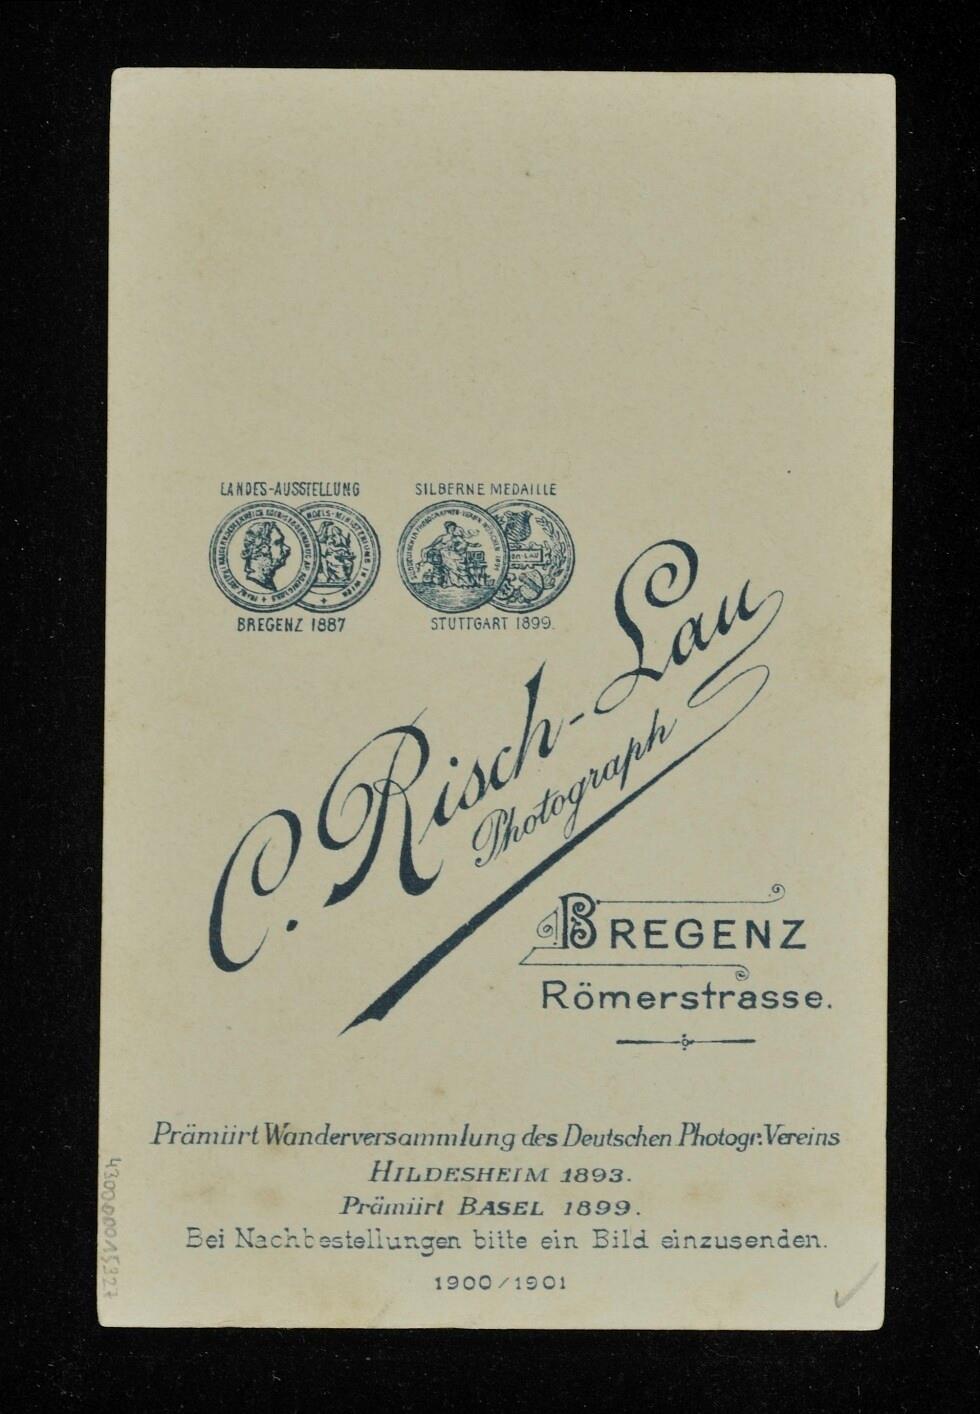 LANDES-AUSSTELLUNG
BREGENZ 1887
SILBERNE MEDAILLE
STUTTGART 1899.
C. Risch-Lau
Photograph
BREGENZ
Römerstrasse.
Prämiirt Wanderversammlung des Deutschen Photogr. Vereins
HILDESHEIM 1893.
Prämiirt BASEL 1899.
Bei Nachbestellungen bitte ein Bild einzusenden.
1900/1901